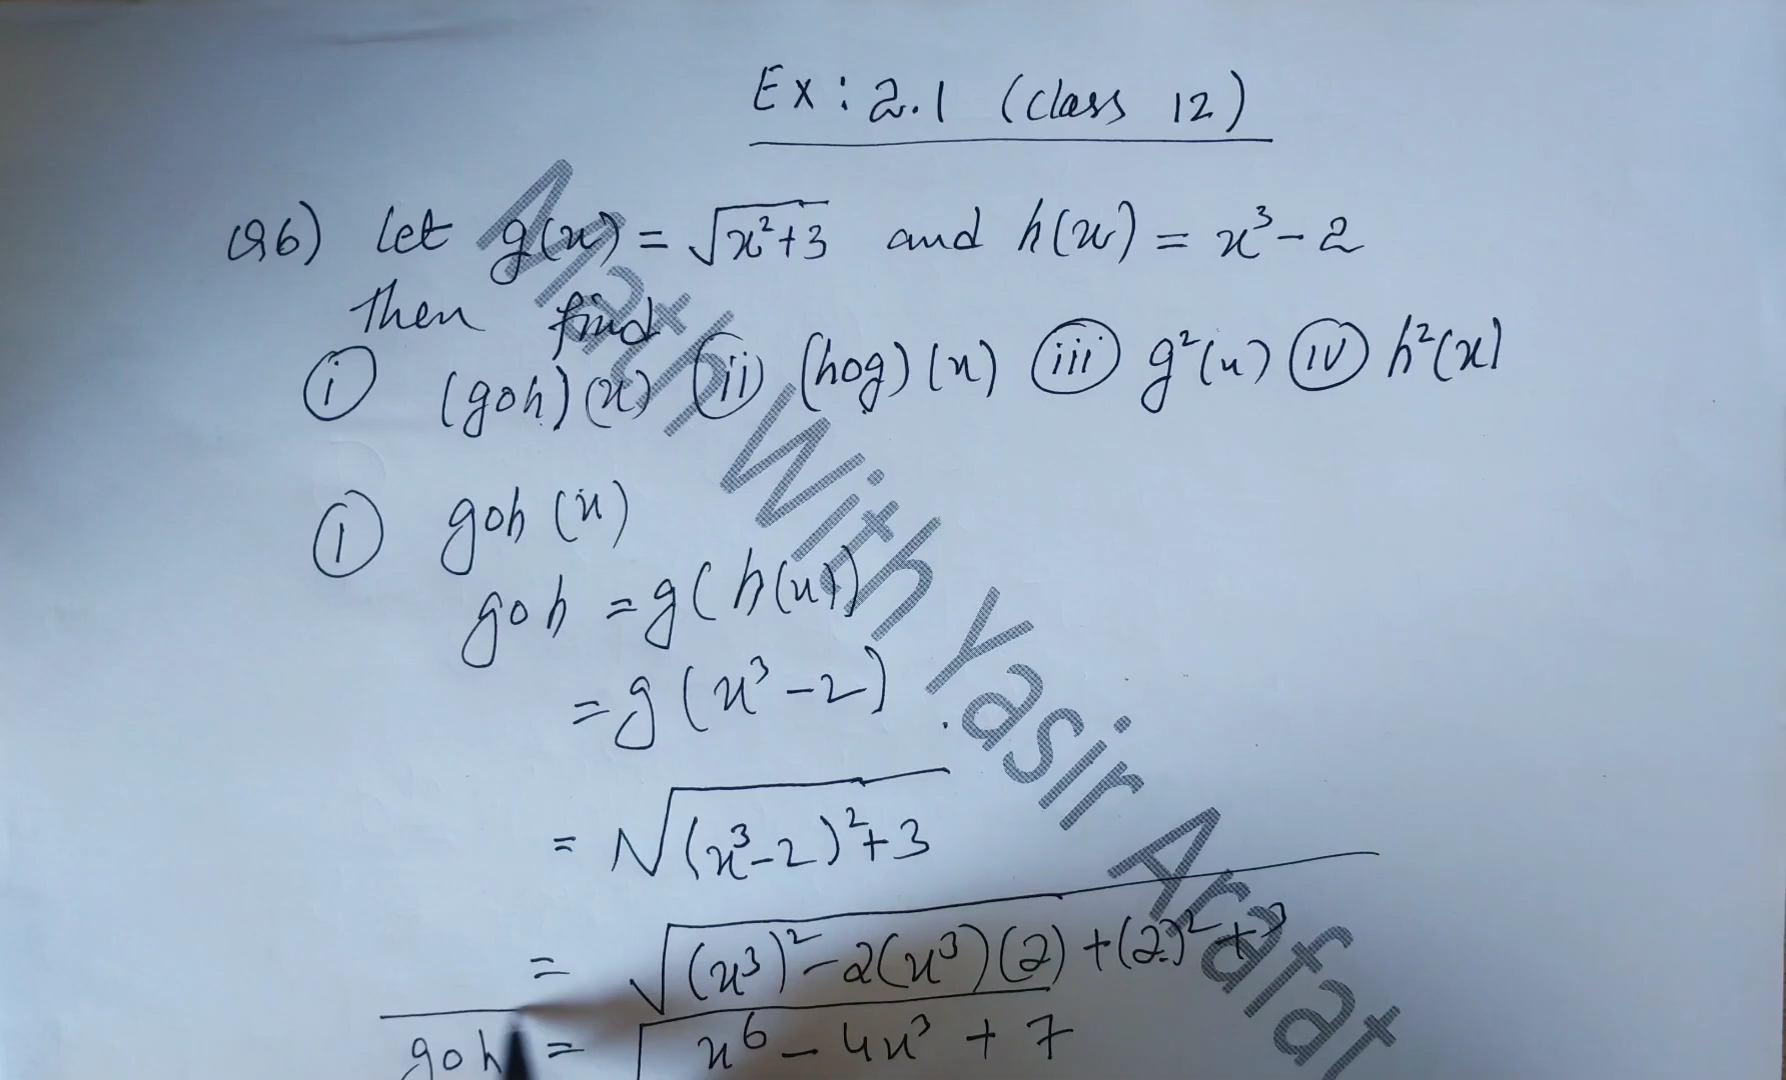 Ex: 2.1 (class 12)
Q6) Let g(x) = √x²+3 and h(x) = x³-2
then find
(i) (goh)(x) (ii) (hog)(x) (iii) g²(x) (iv) h²(x)
(1) goh (x)
goh = g(h(x))
= g(x³-2)
= √(x³-2)²+3
= √(x³)²-2(x³)(2)+(2)²+3
goh = √x⁶-4x³+7
Math With Yasir Arafat